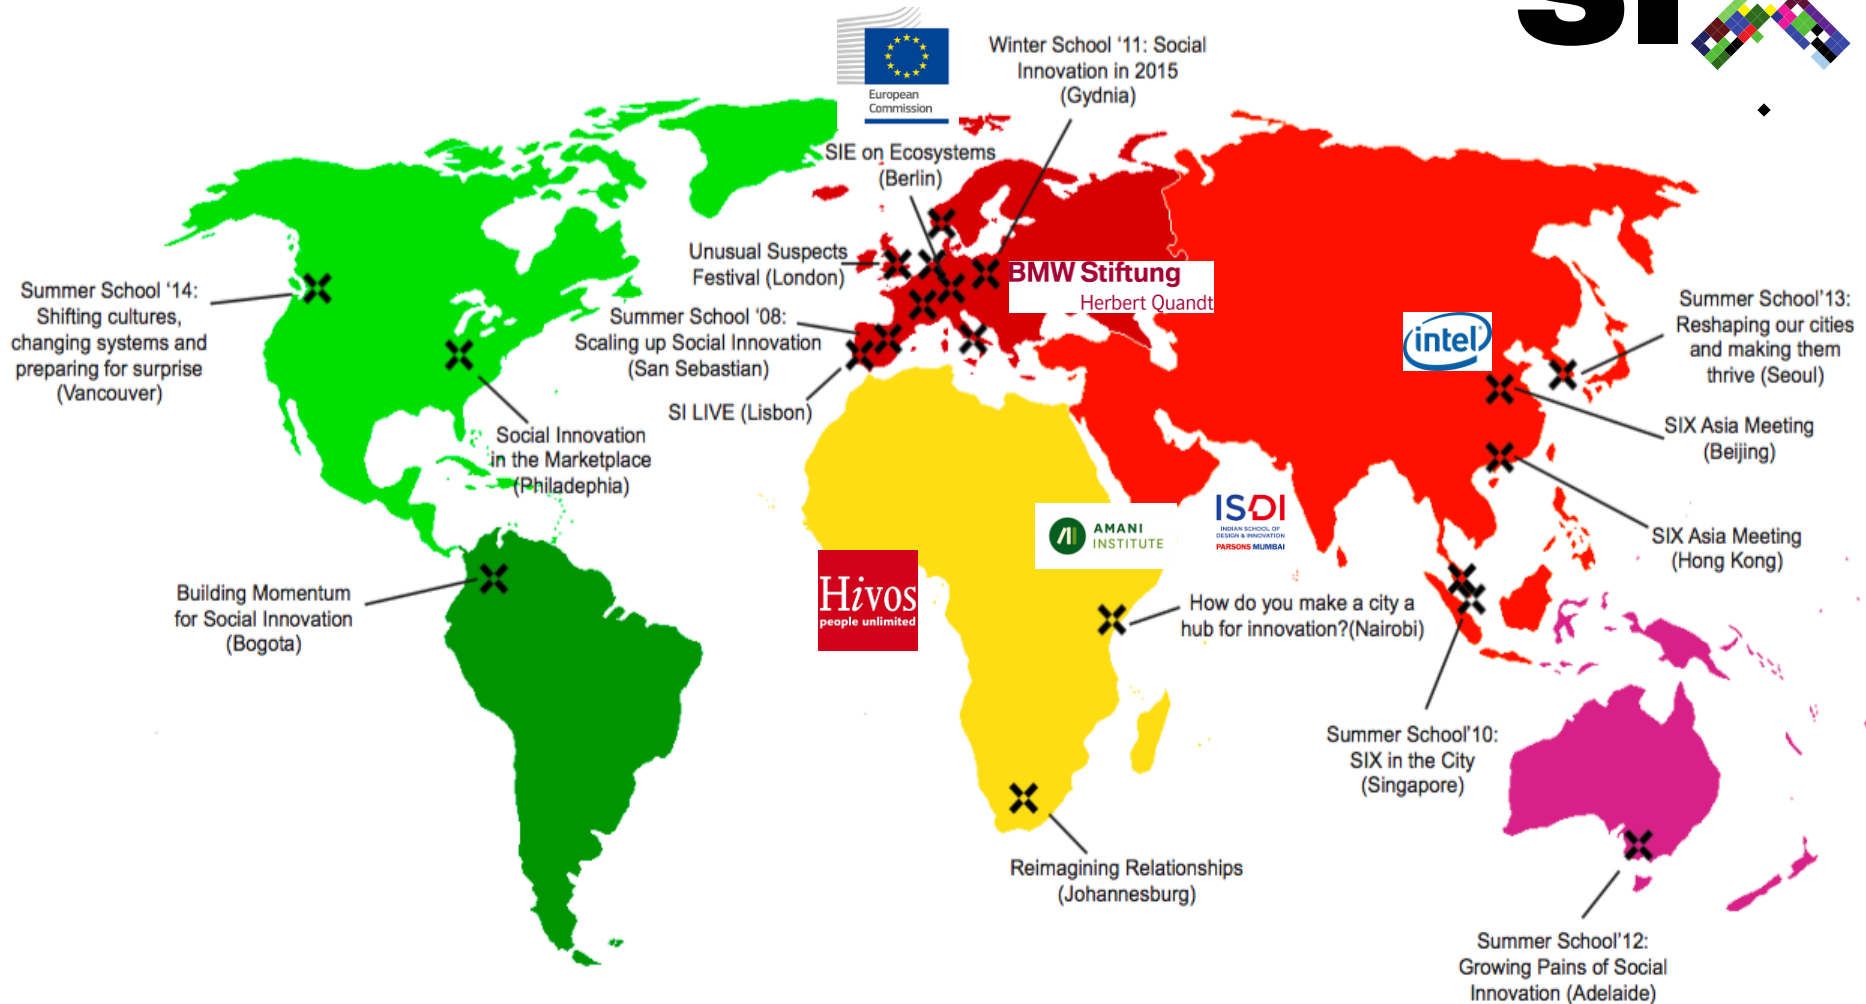 SIX
European
Commission
Winter School '11: Social
Innovation in 2015
(Gydnia)
SIE on Ecosystems
(Berlin)
Unusual Suspects
Festival (London)
BMW Stiftung
Herbert Quandt
Summer School '14:
Shifting cultures,
changing systems and
preparing for surprise
(Vancouver)
Summer School '08:
Scaling up Social Innovation
(San Sebastian)
SI LIVE (Lisbon)
intel
Summer School'13:
Reshaping our cities
and making them
thrive (Seoul)
Social Innovation
in the Marketplace
(Philadephia)
SIX Asia Meeting
(Beijing)
SIX Asia Meeting
(Hong Kong)
AMANI
INSTITUTE
ISDI
INDIAN SCHOOL OF
DESIGN & INNOVATION
PARSONS MUMBAI
Hivos
people unlimited
Building Momentum
for Social Innovation
(Bogota)
How do you make a city a
hub for innovation?(Nairobi)
Summer School'10:
SIX in the City
(Singapore)
Reimagining Relationships
(Johannesburg)
Summer School'12:
Growing Pains of Social
Innovation (Adelaide)